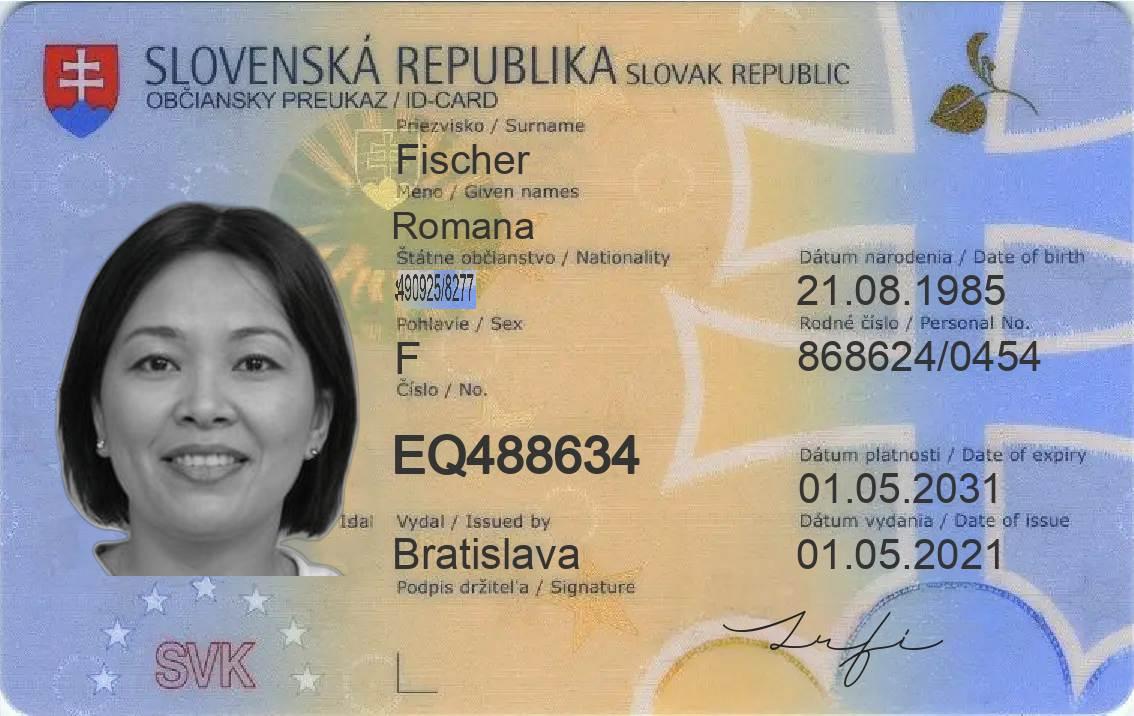 SLOVENSKÁ REPUBLIKA SLOVAK REPUBLIC
OBČIANSKY PREUKAZ / ID-CARD
Priezvisko / Surname
Fischer
Meno / Given names
Romana
Štátne občianstvo / Nationality
490925/8277
Dátum narodenia / Date of birth
21.08.1985
Pohlavie / Sex
F
Rodné číslo / Personal No.
868624/0454
Číslo / No.
EQ488634
Dátum platnosti / Date of expiry
01.05.2031
Vydal / Issued by
Bratislava
Dátum vydania / Date of issue
01.05.2021
Podpis držiteľa / Signature
SVK